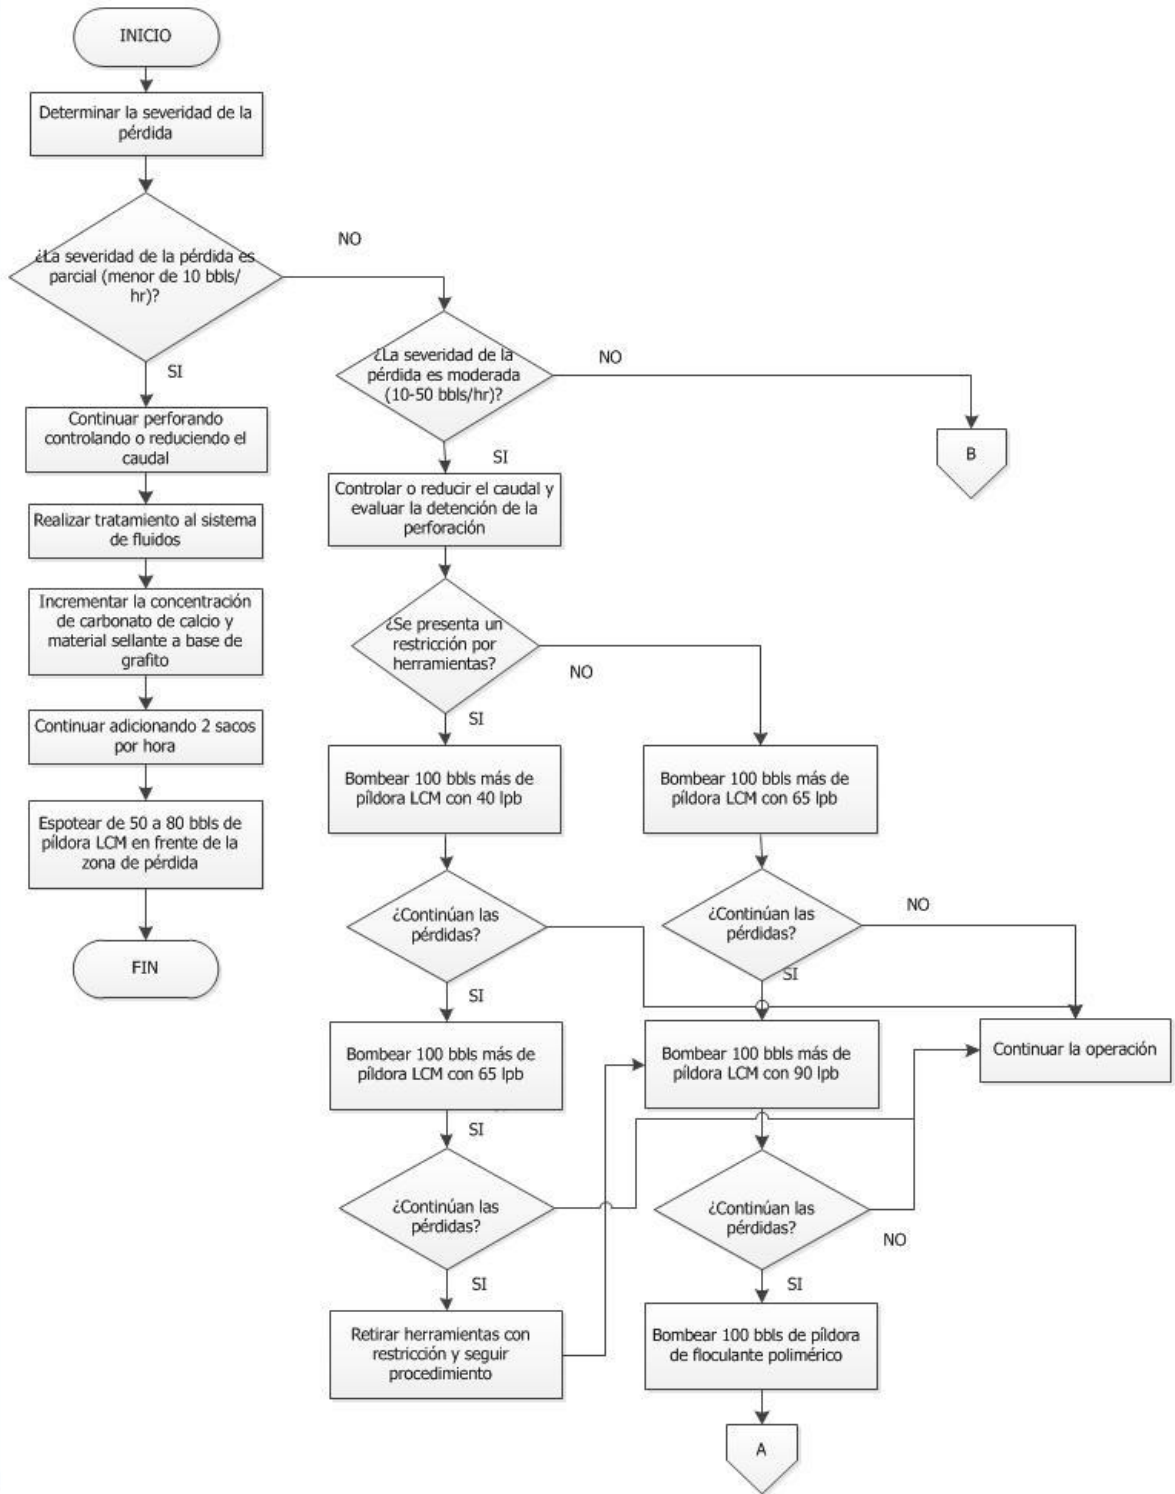 INICIO
Determinar la severidad de la
pérdida
¿La severidad de la pérdida es
parcial (menor de 10 bbls/
hr)?
NO
SI
Continuar perforando
controlando o reduciendo el
caudal
Realizar tratamiento al sistema
de fluidos
Incrementar la concentración
de carbonato de calcio y
material sellante a base de
grafito
Continuar adicionando 2 sacos
por hora
Espotear de 50 a 80 bbls de
píldora LCM en frente de la
zona de pérdida
FIN
¿La severidad de la
pérdida es moderada
(10-50 bbls/hr)?
NO
B
SI
Controlar o reducir el caudal y
evaluar la detención de la
perforación
¿Se presenta un
restricción por
herramientas?
NO
SI
Bombear 100 bbls más de
píldora LCM con 40 lpb
¿Continúan las
pérdidas?
SI
Bombear 100 bbls más de
píldora LCM con 65 lpb
SI
¿Continúan las
pérdidas?
SI
Retirar herramientas con
restricción y seguir
procedimiento
Bombear 100 bbls más de
píldora LCM con 65 lpb
¿Continúan las
pérdidas?
NO
SI
Bombear 100 bbls más de
píldora LCM con 90 lpb
Continuar la operación
¿Continúan las
pérdidas?
NO
SI
Bombear 100 bbls de píldora
de floculante polimérico
A